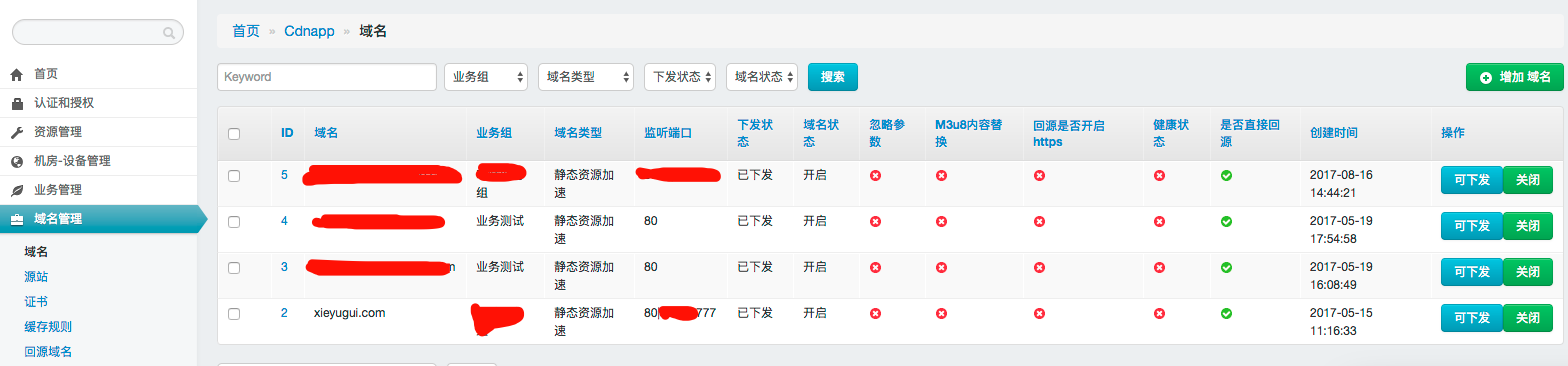 首页 » Cdnapp » 域名
首页
认证和授权
资源管理
机房-设备管理
业务管理
域名管理
域名
源站
证书
缓存规则
回源域名
Keyword 业务组 域名类型 下发状态 域名状态 搜索 增加 域名
ID 域名 业务组 域名类型 监听端口 下发状态 域名状态 忽略参数 M3u8内容替换 回源是否开启https 健康状态 是否直接回源 创建时间 操作
5 组 静态资源加速 已下发 开启 2017-08-16 14:44:21 可下发 关闭
4 业务测试 静态资源加速 80 已下发 开启 2017-05-19 17:54:58 可下发 关闭
3 业务测试 静态资源加速 80 已下发 开启 2017-05-19 16:08:49 可下发 关闭
2 xieyugui.com 静态资源加速 80 777 已下发 开启 2017-05-15 11:16:33 可下发 关闭